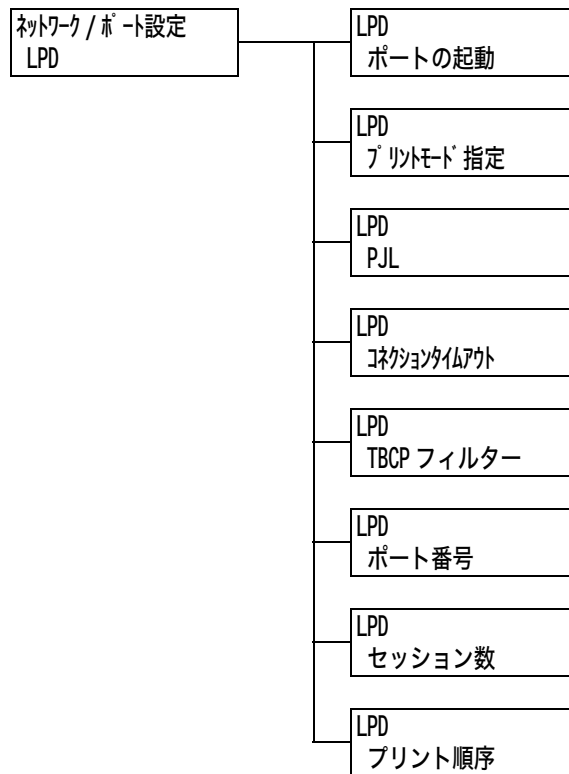 ﾈｯﾄﾜｰｸ / ﾎﾟｰﾄ設定
LPD
LPD
ポートの起動
LPD
ﾌﾟﾘﾝﾄﾓｰﾄﾞ指定
LPD
PJL
LPD
ｺﾈｸｼｮﾝﾀｲﾑｱｳﾄ
LPD
TBCP フィルター
LPD
ポート番号
LPD
セッション数
LPD
プリント順序